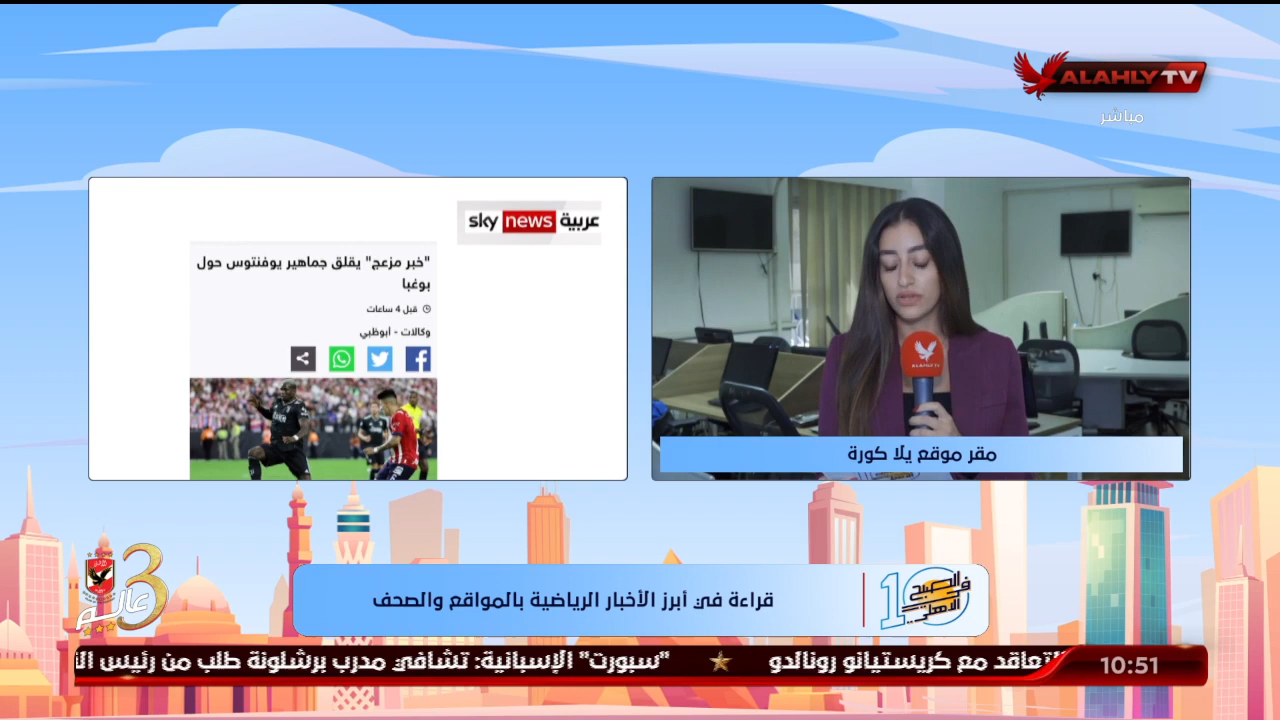 ALAHLY TV
مباشر
sky news عربية
"خبر مزعج" يقلق جماهير يوفنتوس حول
بوغبا
قبل 4 ساعات
وكالات - أبوظبي
ALAHLY TV
مقر موقع يلا كورة
3
عالم
10 الصبح
في
الأهلي
قراءة في أبرز الأخبار الرياضية بالمواقع والصحف
10:51
التعاقد مع كريستيانو رونالدو ★ "سبورت" الإسبانية: تشافي مدرب برشلونة طلب من رئيس